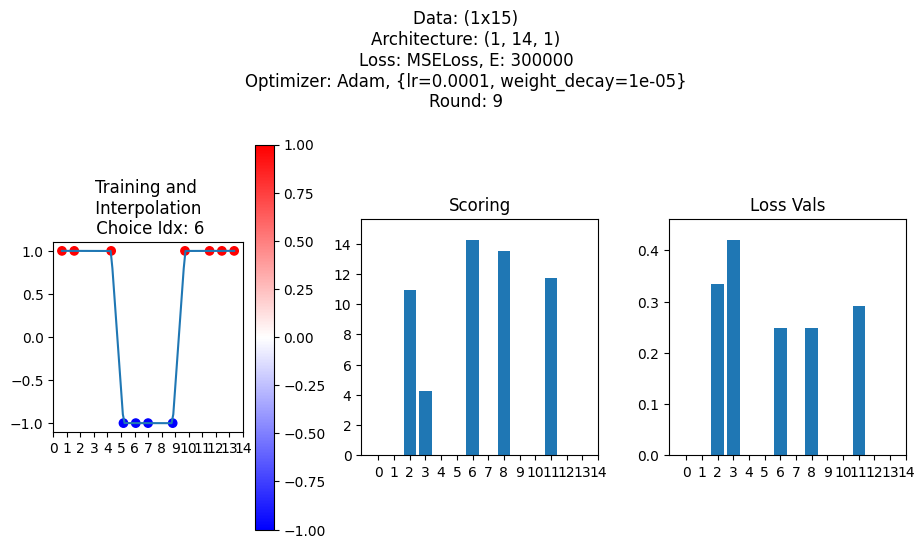 Data: (1x15)
Architecture: (1, 14, 1)
Loss: MSELoss, E: 300000
Optimizer: Adam, {lr=0.0001, weight_decay=1e-05}
Round: 9
Training and
Interpolation
Choice Idx: 6
1.0
0.5
0.0
−0.5
−1.0
0 1 2 3 4 5 6 7 8 9 10 11 12 13 14
1.00
0.75
0.50
0.25
0.00
−0.25
−0.50
−0.75
−1.00
Scoring
14
12
10
8
6
4
2
0
0 1 2 3 4 5 6 7 8 9 10 11 12 13 14
Loss Vals
0.4
0.3
0.2
0.1
0.0
0 1 2 3 4 5 6 7 8 9 10 11 12 13 14